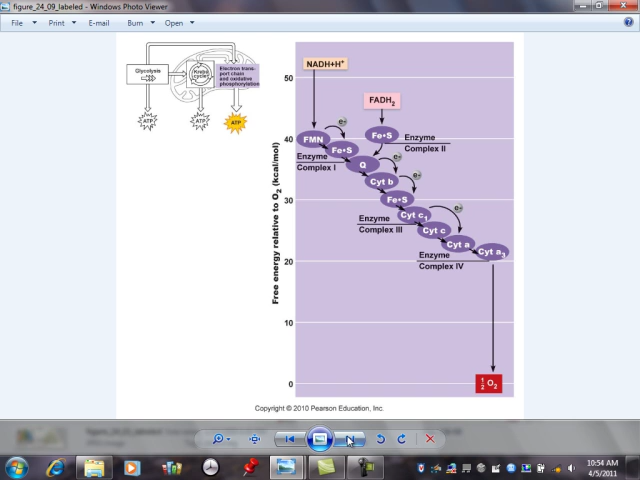 figure_24_09_labeled - Windows Photo Viewer
File Print E-mail Burn Open
Glycolysis
Krebs
cycle
Electron trans-
port chain
and oxidative
phosphorylation
ATP
ATP
ATP
Free energy relative to O2 (kcal/mol)
50
40
30
20
10
0
NADH+H+
FADH2
e-
FMN
Fe•S
Fe•S
Enzyme
Complex II
Enzyme
Complex I
Q
e-
Cyt b
e-
Fe•S
Cyt c1
e-
Enzyme
Complex III
Cyt c
Cyt a
Cyt a3
Enzyme
Complex IV
1/2 O2
Copyright © 2010 Pearson Education, Inc.
10:54 AM
4/5/2011